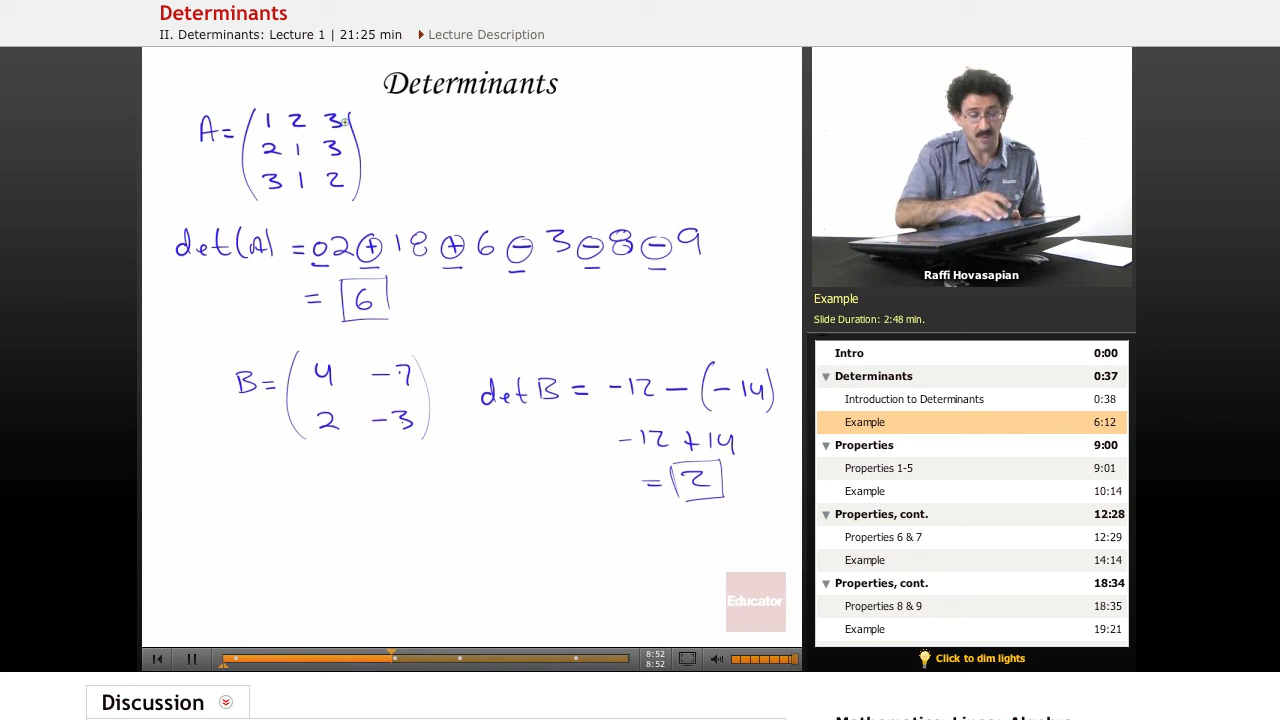 Determinants
II. Determinants: Lecture 1 | 21:25 min
Lecture Description
Determinants
A = ( 1 2 3
2 1 3
3 1 2 )
det(A) = 02 + 18 + 6 − 3 − 8 − 9
= 6
B = ( 4 −7
2 −3 )
det B = −12 − (−14)
−12 + 14
= 2
Educator
Raffi Hovasapian
Example
Slide Duration: 2:48 min.
Intro 0:00
Determinants 0:37
Introduction to Determinants 0:38
Example 6:12
Properties 9:00
Properties 1-5 9:01
Example 10:14
Properties, cont. 12:28
Properties 6 & 7 12:29
Example 14:14
Properties, cont. 18:34
Properties 8 & 9 18:35
Example 19:21
8:52
8:52
Click to dim lights
Discussion
Mathematics: Linear Algebra